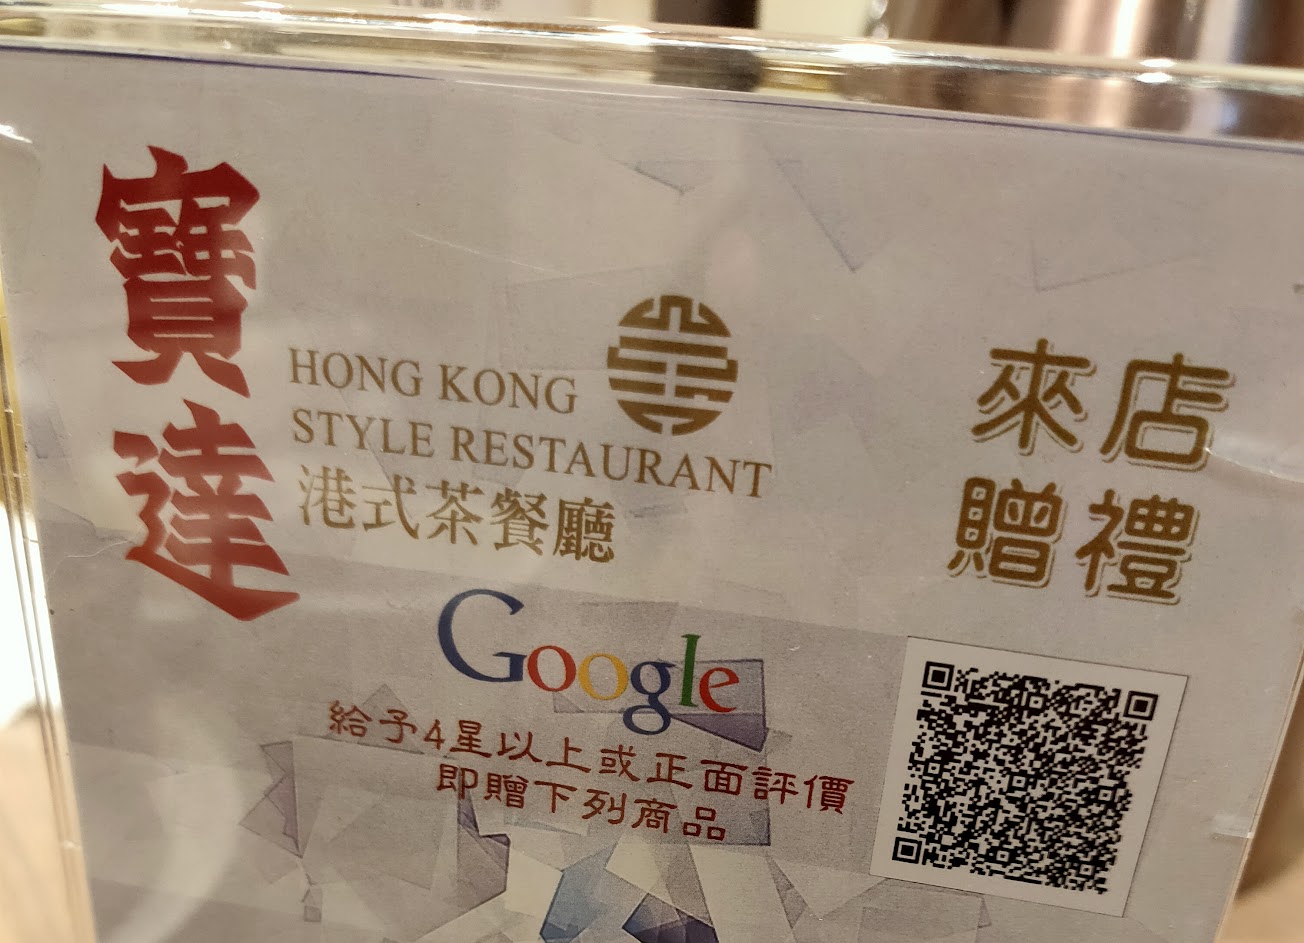 寶達
HONG KONG
STYLE RESTAURANT
港式茶餐廳
來店
贈禮
Google
給予4星以上或正面評價
即贈下列商品